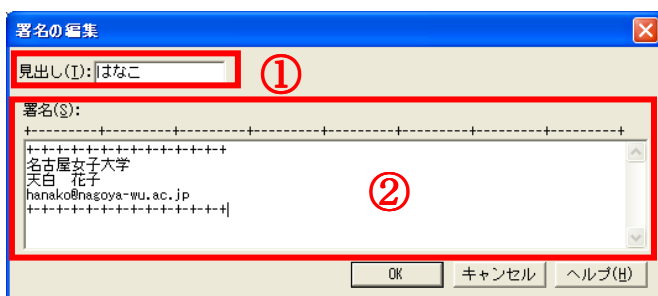 署名の編集
見出し(T): はなこ
①
署名(S):
+---------+---------+---------+---------+---------+---------+---------+---------+
+-+-+-+-+-+-+-+-+-+-+-+-+-+
名古屋女子大学
天白 花子
hanako@nagoya-wu.ac.jp
+-+-+-+-+-+-+-+-+-+-+-+-+-+
②
OK キャンセル ヘルプ(H)